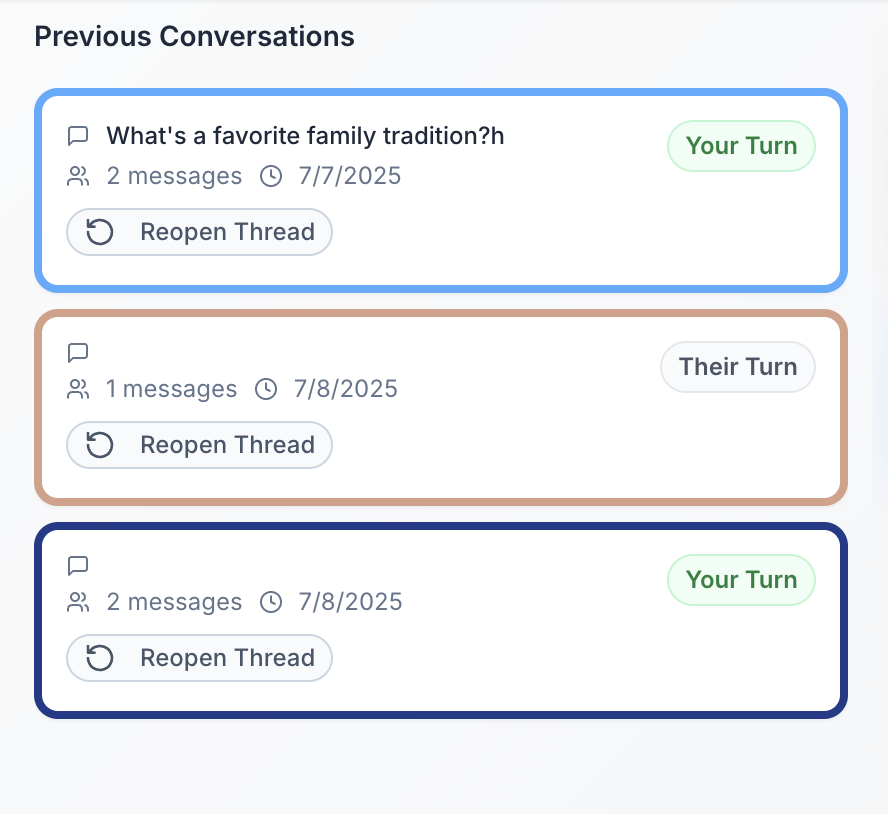 Previous Conversations
What's a favorite family tradition?h
Your Turn
2 messages 7/7/2025
Reopen Thread
Their Turn
1 messages 7/8/2025
Reopen Thread
Your Turn
2 messages 7/8/2025
Reopen Thread